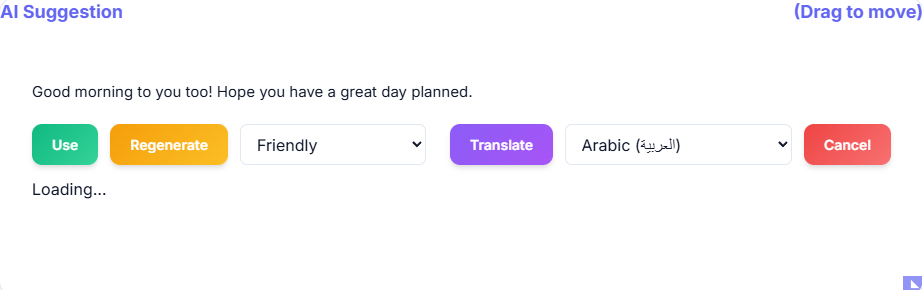 AI Suggestion (Drag to move)
Good morning to you too! Hope you have a great day planned.
Use Regenerate Friendly Translate Arabic (العربية) Cancel
Loading...